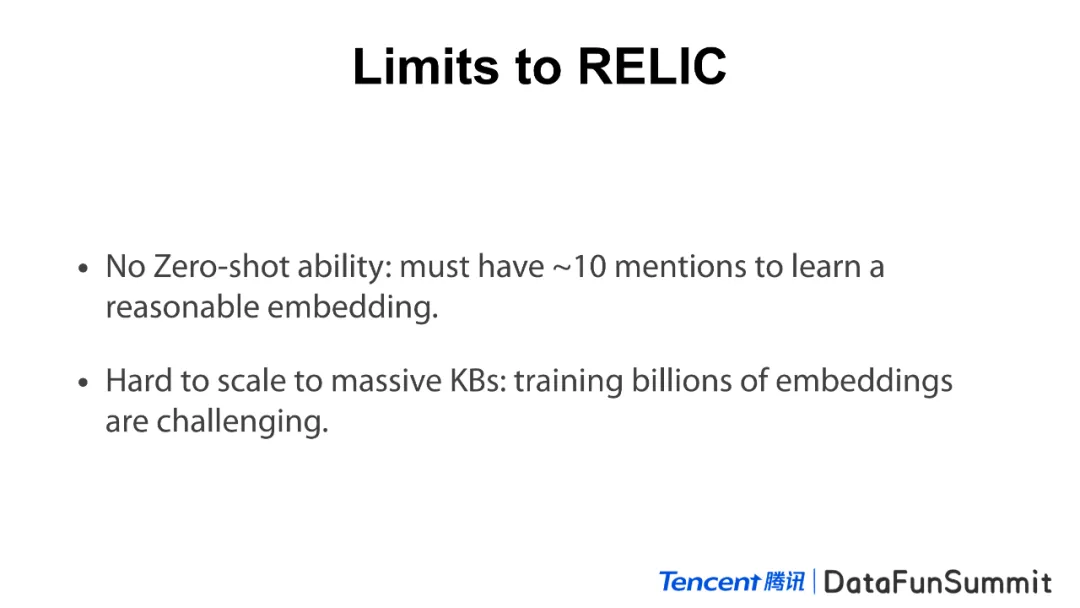 Limits to RELIC
• No Zero-shot ability: must have ~10 mentions to learn a
reasonable embedding.
• Hard to scale to massive KBs: training billions of embeddings
are challenging.
Tencent 腾讯 | DataFunSummit